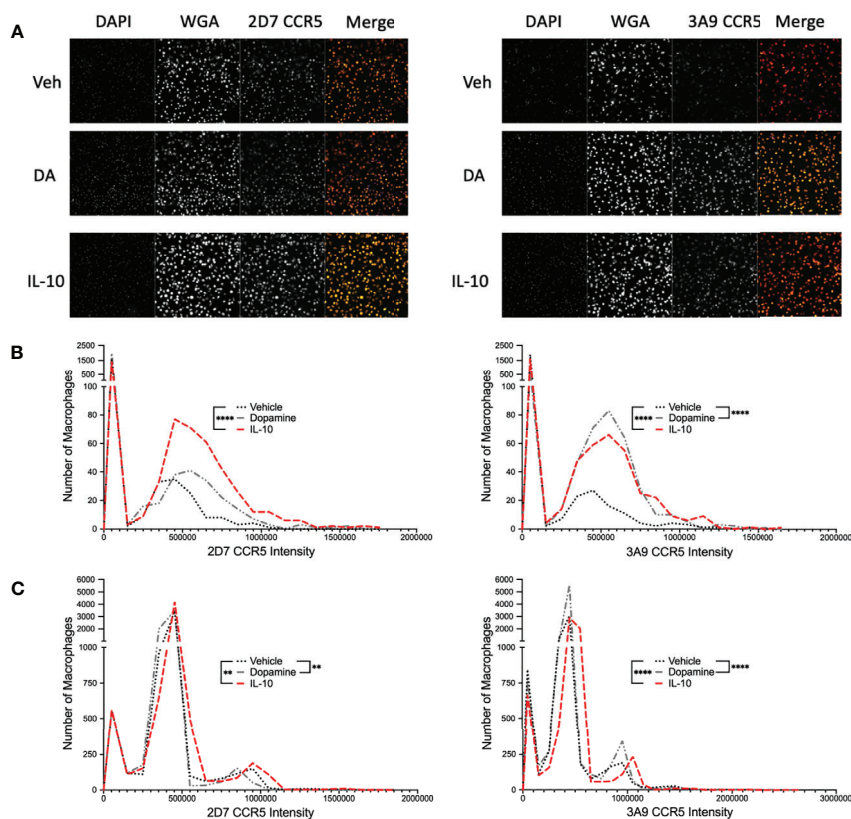 A
DAPI WGA 2D7 CCR5 Merge
Veh
DA
IL-10
DAPI WGA 3A9 CCR5 Merge
Veh
DA
IL-10
B
Number of Macrophages
2500
1500
500
100
80
60
40
20
0
**** Vehicle
Dopamine
IL-10
0 500000 1000000 1500000 2000000
2D7 CCR5 Intensity
Number of Macrophages
2500
1500
500
100
80
60
40
20
0
**** Vehicle ****
Dopamine
IL-10
0 500000 1000000 1500000 2000000
3A9 CCR5 Intensity
C
Number of Macrophages
6000
5000
4000
3000
2000
1000
750
500
250
0
** Vehicle **
Dopamine
IL-10
0 500000 1000000 1500000 2000000
2D7 CCR5 Intensity
Number of Macrophages
6000
5000
4000
3000
2000
1000
750
500
250
0
**** Vehicle ****
Dopamine
IL-10
0 1000000 2000000 3000000
3A9 CCR5 Intensity